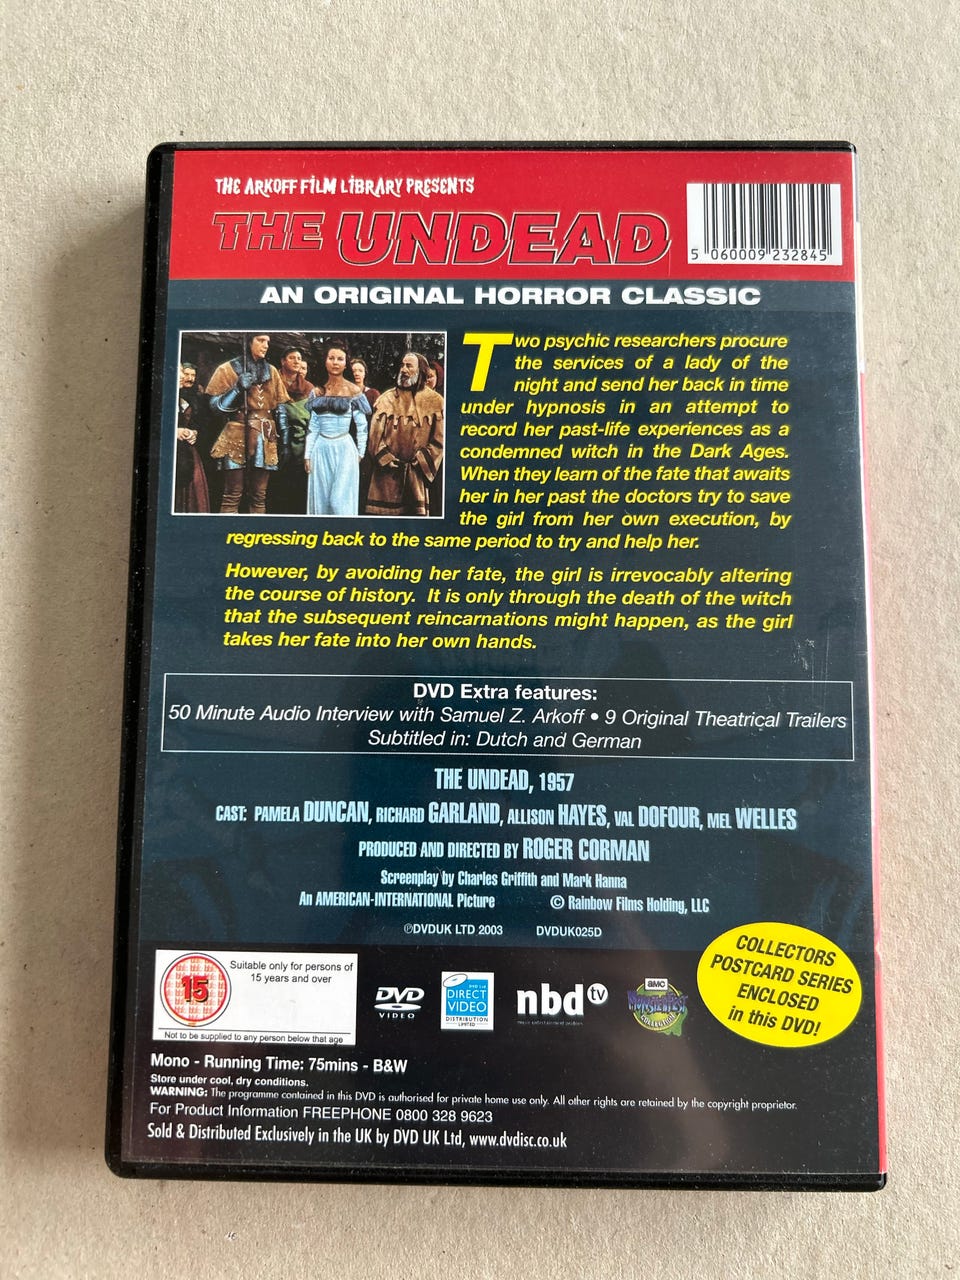 THE ARKOFF FILM LIBRARY PRESENTS
THE UNDEAD
5 060009 232845
AN ORIGINAL HORROR CLASSIC
Two psychic researchers procure
the services of a lady of the
night and send her back in time
under hypnosis in an attempt to
record her past-life experiences as a
condemned witch in the Dark Ages.
When they learn of the fate that awaits
her in her past the doctors try to save
the girl from her own execution, by
regressing back to the same period to try and help her.
However, by avoiding her fate, the girl is irrevocably altering
the course of history. It is only through the death of the witch
that the subsequent reincarnations might happen, as the girl
takes her fate into her own hands.
DVD Extra features:
50 Minute Audio Interview with Samuel Z. Arkoff • 9 Original Theatrical Trailers
Subtitled in: Dutch and German
THE UNDEAD, 1957
CAST: PAMELA DUNCAN, RICHARD GARLAND, ALLISON HAYES, VAL DOFOUR, MEL WELLES
PRODUCED AND DIRECTED BY ROGER CORMAN
Screenplay by Charles Griffith and Mark Hanna
An AMERICAN-INTERNATIONAL Picture © Rainbow Films Holding, LLC
℗DVDUK LTD 2003 DVDUK025D
COLLECTORS
POSTCARD SERIES
ENCLOSED
in this DVD!
15
Suitable only for persons of
15 years and over
Not to be supplied to any person below that age
DVD
VIDEO
DIRECT
VIDEO
DISTRIBUTION
LIMITED
nbd tv
AMC
MONSTERFEST
COLLECTION
Mono - Running Time: 75mins - B&W
Store under cool, dry conditions.
WARNING: The programme contained in this DVD is authorised for private home use only. All other rights are retained by the copyright proprietor.
For Product Information FREEPHONE 0800 328 9623
Sold & Distributed Exclusively in the UK by DVD UK Ltd, www.dvdisc.co.uk